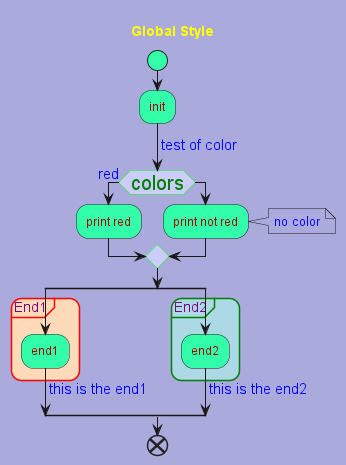 Global Style
init
test of color
red
colors
print red
print not red
no color
End1
End2
end1
end2
this is the end1
this is the end2